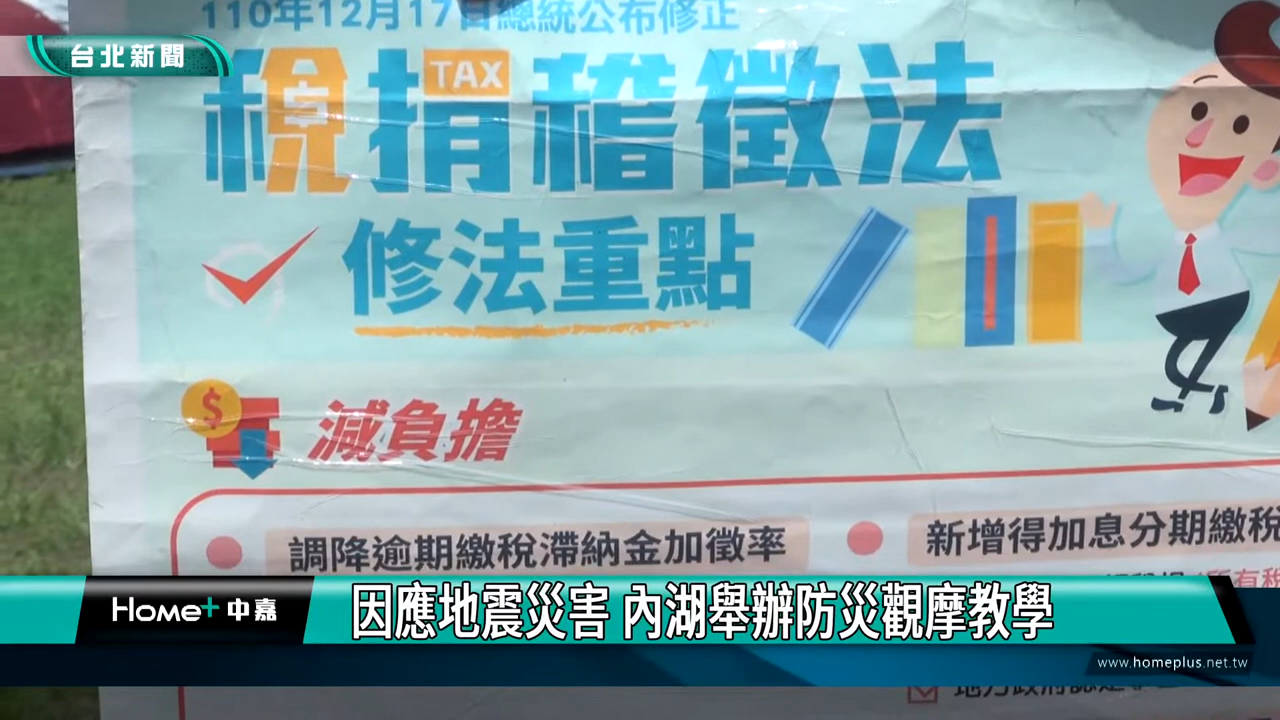 110年12月17日總統公布修正
台北新聞
稅捐稽徵法
TAX
修法重點
減負擔
調降逾期繳稅滯納金加徵率
新增得加息分期繳稅
Home+中嘉
因應地震災害 內湖舉辦防災觀摩教學
www.homeplus.net.tw